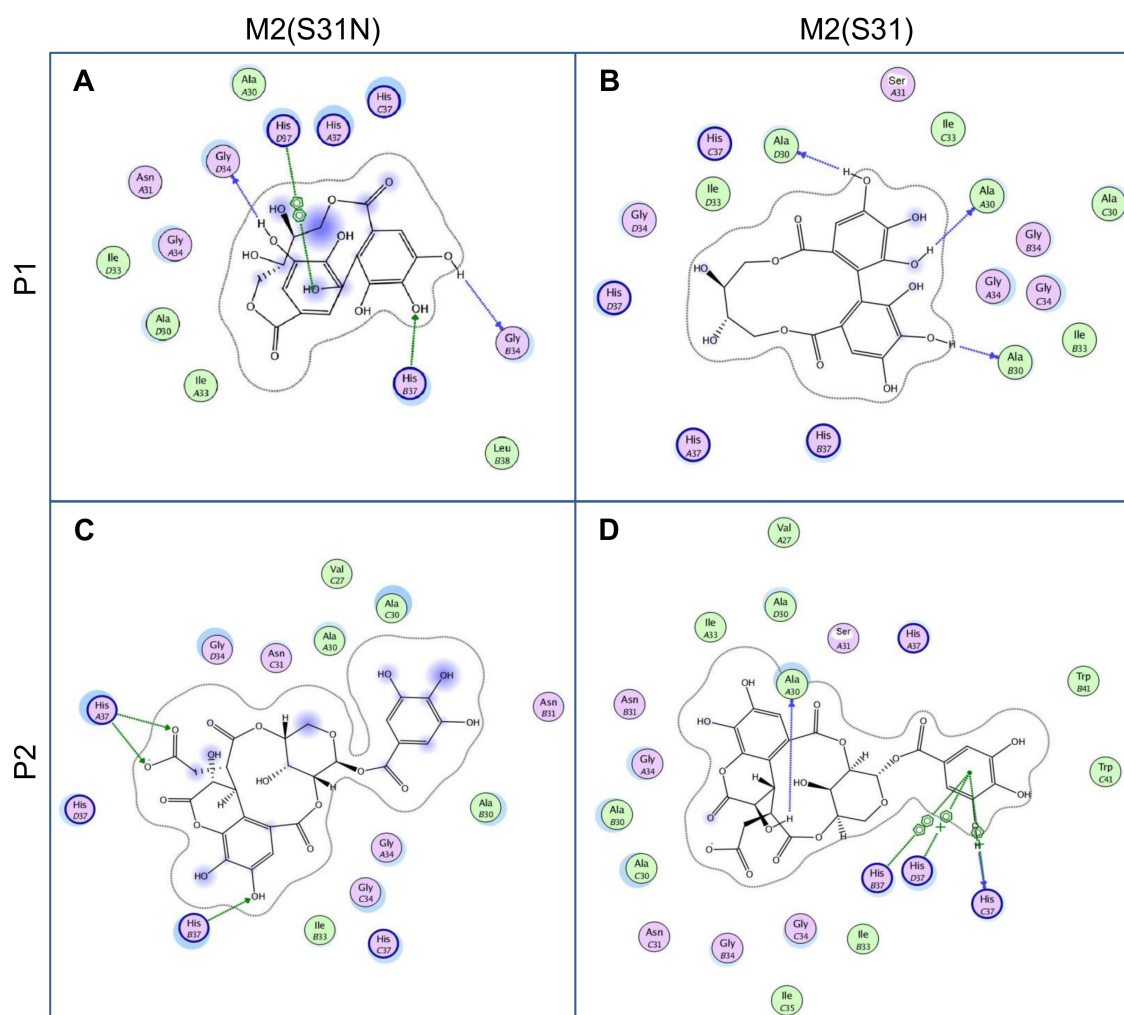 M2(S31N)
M2(S31)
P1
P2
A
Ala
A30
His
C37
His
D37
His
A37
Gly
D34
Asn
A31
Gly
A34
Ile
D33
Ala
D30
Ile
A33
Gly
B34
His
B37
Leu
B38
O
HO
H
O
O
OH
HO
HO
O
H
O
HO
OH
OH
O
O
B
Ser
A31
His
C37
Ala
D30
Ile
C33
Ile
D33
Ala
A30
Ala
C30
Gly
D34
Gly
B34
Gly
A34
Gly
C34
His
D37
Ile
B33
Ala
B30
His
A37
His
B37
H
O
OH
O
H
O
O
HO
HO
O
O
OH
O
H
OH
C
Val
C27
Ala
C30
Ala
A30
Gly
D34
Asn
C31
His
A37
Asn
B31
His
D37
Ala
B30
Gly
A34
Gly
C34
His
B37
Ile
B33
His
C37
HO
OH
OH
O
O
H
O
O
O
OH
HO
O
O
H
H
O
O
O
O
HO
OH
D
Val
A27
Ala
D30
Ile
A33
Ser
A31
His
A37
Ala
A30
Trp
B41
Asn
B31
Gly
A34
Trp
C41
Ala
B30
Ala
C30
His
B37
His
D37
His
C37
Asn
C31
Gly
B34
Gly
C34
Ile
B33
Ile
C35
OH
HO
O
O
O
H
O
O
H
HO
O
O
O
H
O
O
O
O
H
OH
OH
O
H